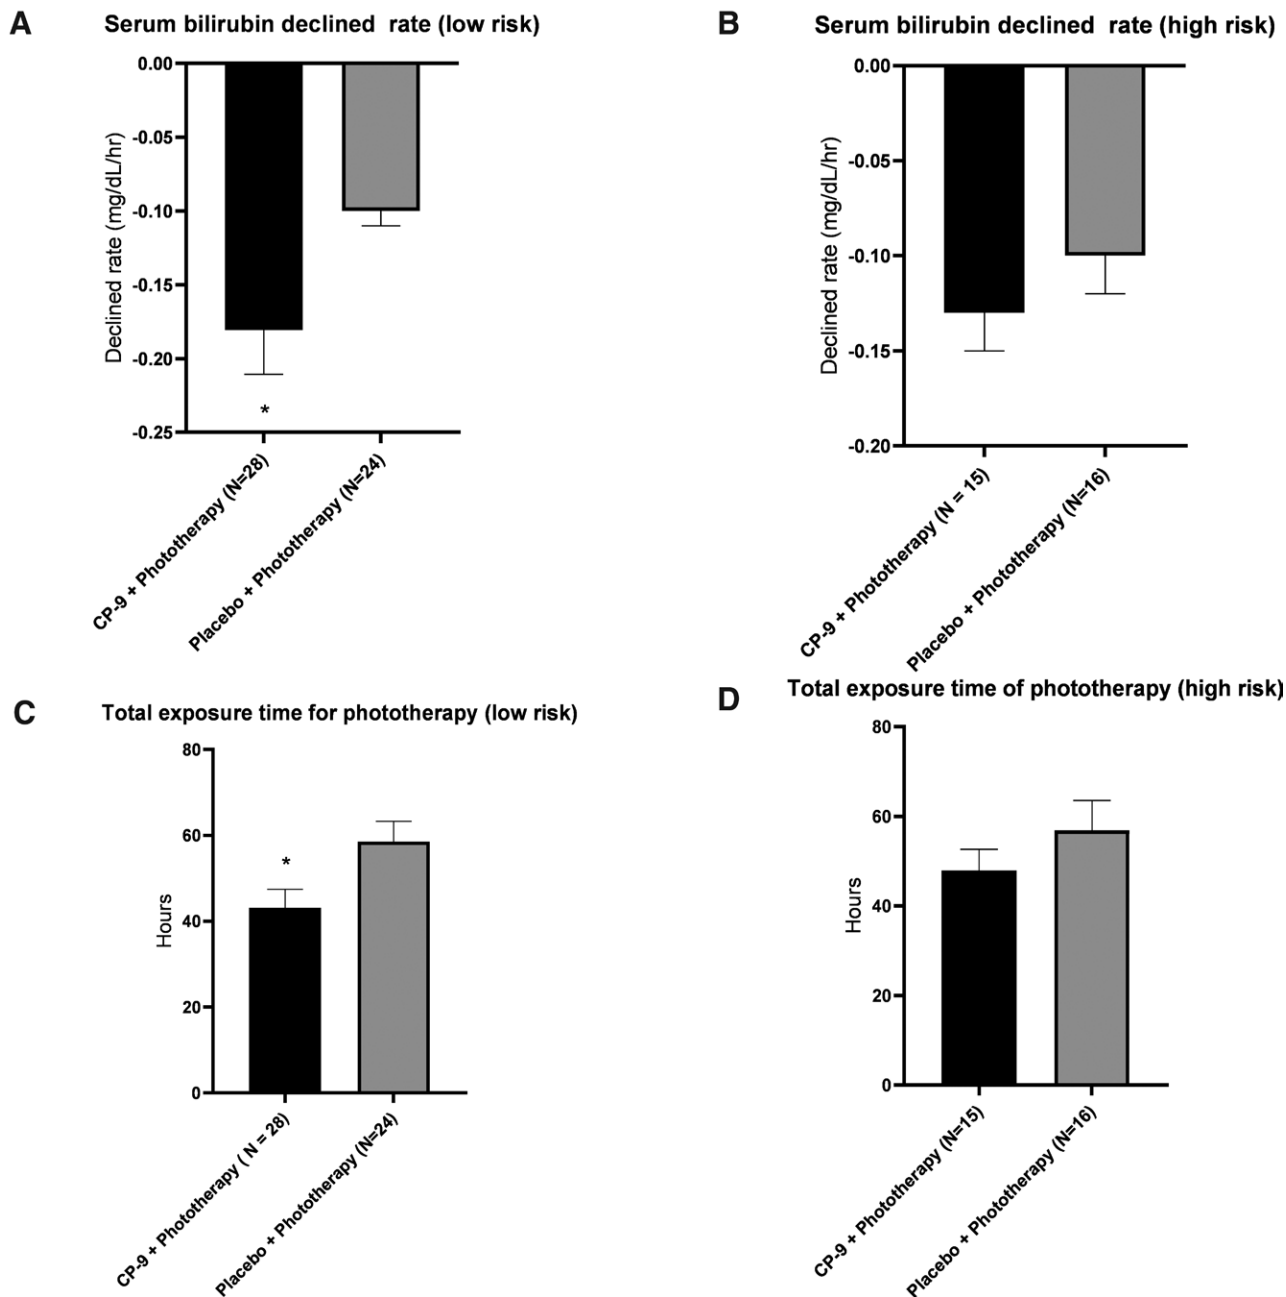 A
Serum bilirubin declined rate (low risk)
0.00
-0.05
-0.10
-0.15
-0.20
-0.25
Declined rate (mg/dL/hr)
*
CP-9 + Phototherapy (N=28)
Placebo + Phototherapy (N=24)
B
Serum bilirubin declined rate (high risk)
0.00
-0.05
-0.10
-0.15
-0.20
Declined rate (mg/dL/hr)
CP-9 + Phototherapy (N = 15)
Placebo + Phototherapy (N=16)
C
Total exposure time for phototherapy (low risk)
80
60
40
20
0
Hours
*
CP-9 + Phototherapy ( N = 28)
Placebo + Phototherapy (N=24)
D
Total exposure time of phototherapy (high risk)
80
60
40
20
0
Hours
CP-9 + Phototherapy (N=15)
Placebo + Phototherapy (N=16)